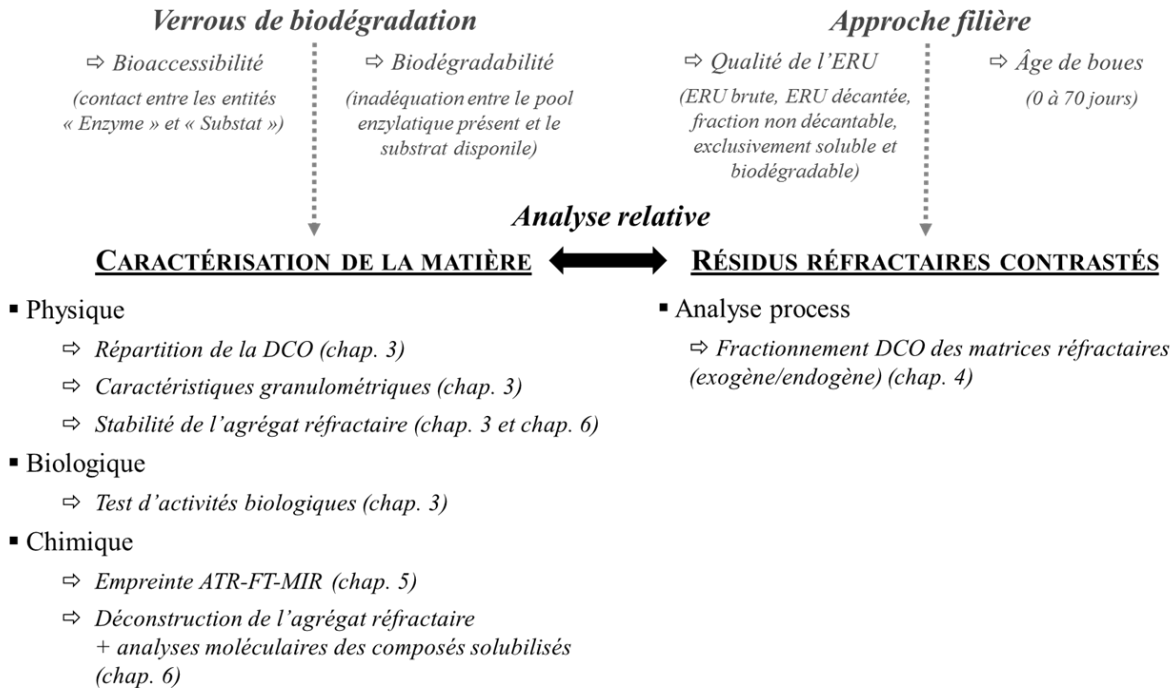 Verrous de biodégradation
⇨ Bioaccessibilité
(contact entre les entités
« Enzyme » et « Substat »)
⇨ Biodégradabilité
(inadéquation entre le pool
enzylatique présent et le
substrat disponile)
Approche filière
⇨ Qualité de l’ERU
(ERU brute, ERU décantée,
fraction non décantable,
exclusivement soluble et
biodégradable)
⇨ Âge de boues
(0 à 70 jours)
Analyse relative
CARACTÉRISATION DE LA MATIÈRE
RÉSIDUS RÉFRACTAIRES CONTRASTÉS
▪ Physique
⇨ Répartition de la DCO (chap. 3)
⇨ Caractéristiques granulométriques (chap. 3)
⇨ Stabilité de l’agrégat réfractaire (chap. 3 et chap. 6)
▪ Biologique
⇨ Test d’activités biologiques (chap. 3)
▪ Chimique
⇨ Empreinte ATR-FT-MIR (chap. 5)
⇨ Déconstruction de l’agrégat réfractaire
+ analyses moléculaires des composés solubilisés
(chap. 6)
▪ Analyse process
⇨ Fractionnement DCO des matrices réfractaires
(exogène/endogène) (chap. 4)